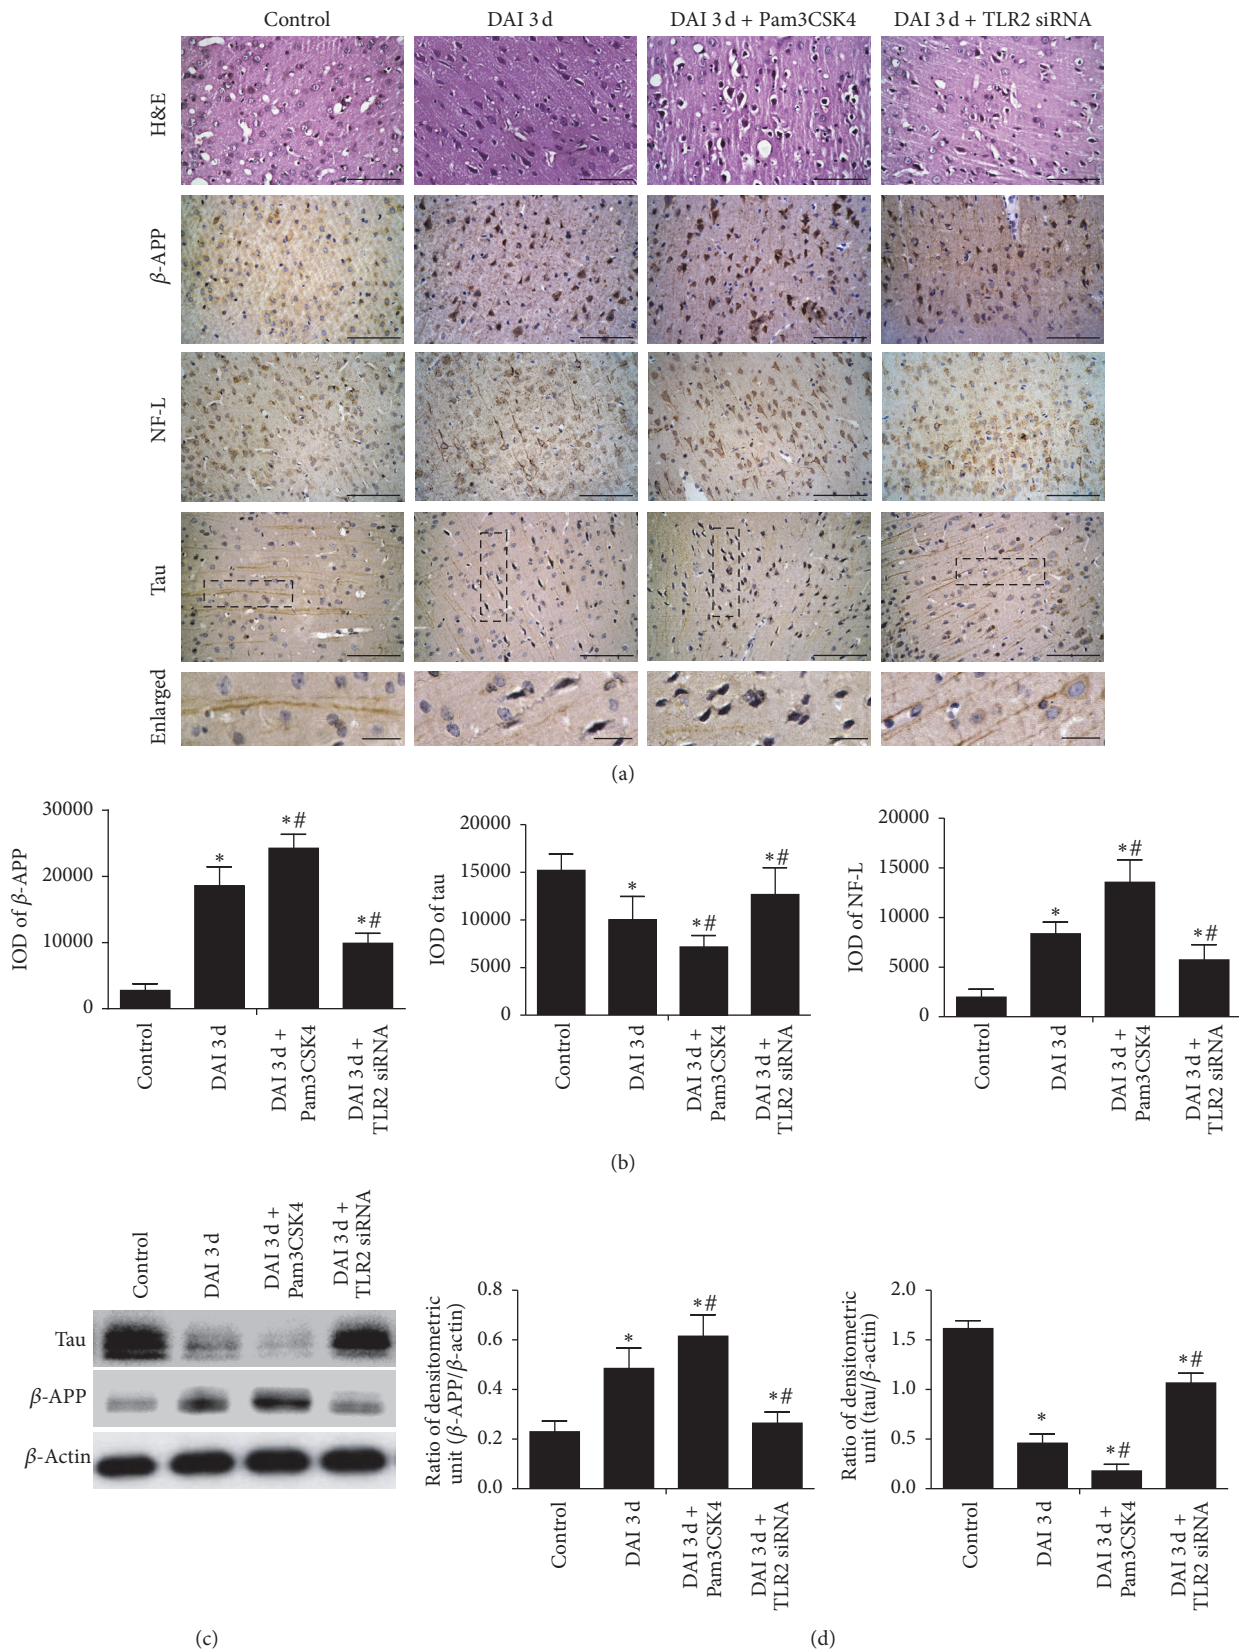 Control
DAI 3 d
DAI 3 d + Pam3CSK4
DAI 3 d + TLR2 siRNA
H&E
β-APP
NF-L
Tau
Enlarged
(a)
IOD of β-APP
30000
20000
10000
0
*
*#
*#
Control
DAI 3 d
DAI 3 d +
Pam3CSK4
DAI 3 d +
TLR2 siRNA
IOD of tau
20000
15000
10000
5000
0
*
*#
*#
Control
DAI 3 d
DAI 3 d +
Pam3CSK4
DAI 3 d +
TLR2 siRNA
IOD of NF-L
20000
15000
10000
5000
0
*
*#
*#
Control
DAI 3 d
DAI 3 d +
Pam3CSK4
DAI 3 d +
TLR2 siRNA
(b)
Control
DAI 3 d
DAI 3 d +
Pam3CSK4
DAI 3 d +
TLR2 siRNA
Tau
β-APP
β-Actin
(c)
Ratio of densitometric
unit (β-APP/β-actin)
0.8
0.6
0.4
0.2
0.0
*
*#
*#
Control
DAI 3 d
DAI 3 d +
Pam3CSK4
DAI 3 d +
TLR2 siRNA
Ratio of densitometric
unit (tau/β-actin)
2.0
1.5
1.0
0.5
0.0
*
*#
*#
Control
DAI 3 d
DAI 3 d +
Pam3CSK4
DAI 3 d +
TLR2 siRNA
(d)